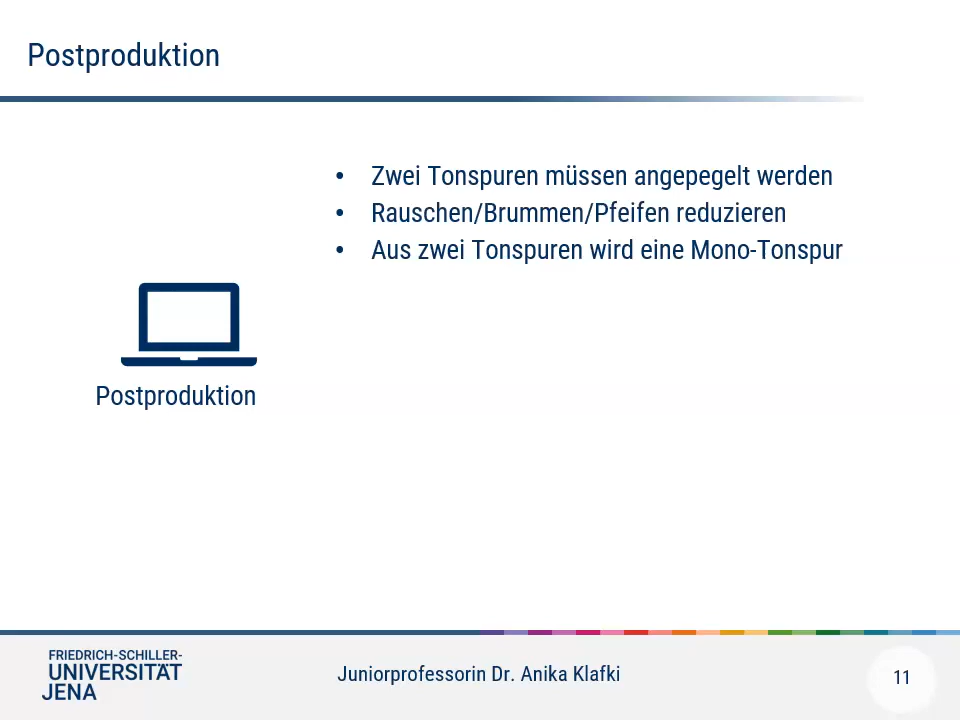 Postproduktion
• Zwei Tonspuren müssen angepegelt werden
• Rauschen/Brummen/Pfeifen reduzieren
• Aus zwei Tonspuren wird eine Mono-Tonspur
Postproduktion
FRIEDRICH-SCHILLER-
UNIVERSITÄT
JENA
Juniorprofessorin Dr. Anika Klafki
11